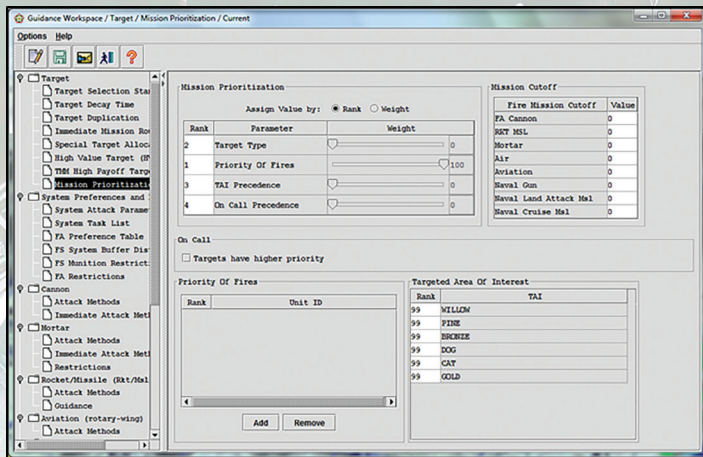 Guidance Workspace / Target / Mission Prioritization / Current
Options Help
Target
Target Selection Sta
Target Decay Time
Target Duplication
Immediate Mission Ro
Special Target Alloc
High Value Target (H
TMM High Payoff Targ
Mission Prioritizati
System Preferences and
System Attack Parame
System Task List
FA Preference Table
FS System Buffer Dis
FS Munition Restrict
FA Restrictions
Cannon
Attack Methods
Immediate Attack Met
Mortar
Attack Methods
Immediate Attack Met
Restrictions
Rocket/Missile (Rkt/Msl
Attack Methods
Guidance
Aviation (rotary-wing)
Attack Methods
Mission Prioritization
Assign Value by: Rank Weight
Rank Parameter Weight
2 Target Type 0
1 Priority Of Fires 100
3 TAI Precedence 0
4 On Call Precedence 0
Mission Cutoff
Fire Mission Cutoff Value
FA Cannon 0
RKT MSL 0
Mortar 0
Air 0
Aviation 0
Naval Gun 0
Naval Land Attack Msl 0
Naval Cruise Msl 0
On Call
Targets have higher priority
Priority Of Fires
Rank Unit ID
Add Remove
Targeted Area Of Interest
Rank TAI
99 WILLOW
99 PINE
99 BRONZE
99 DOG
99 CAT
99 GOLD